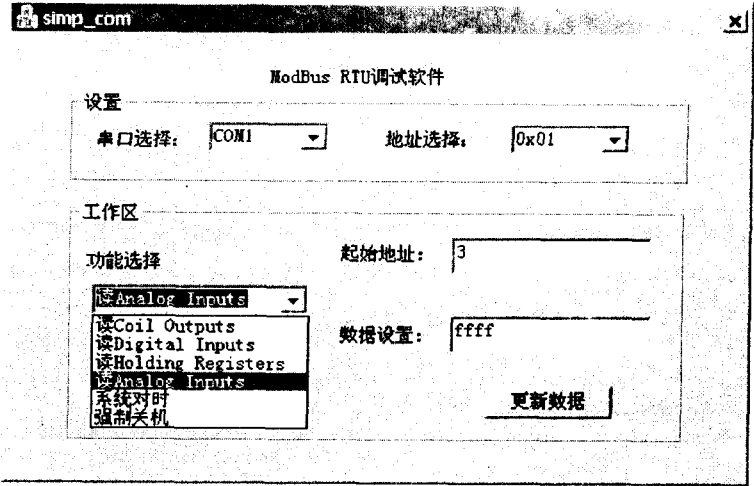 simp_com
ModBus RTU调试软件
设置
串口选择： COM1 地址选择： 0x01
工作区
功能选择
起始地址： 3
读Analog Inputs
数据设置： ffff
读Coil Outputs
读Digital Inputs
读Holding Registers
读Analog Inputs
系统对时
强制关机
更新数据